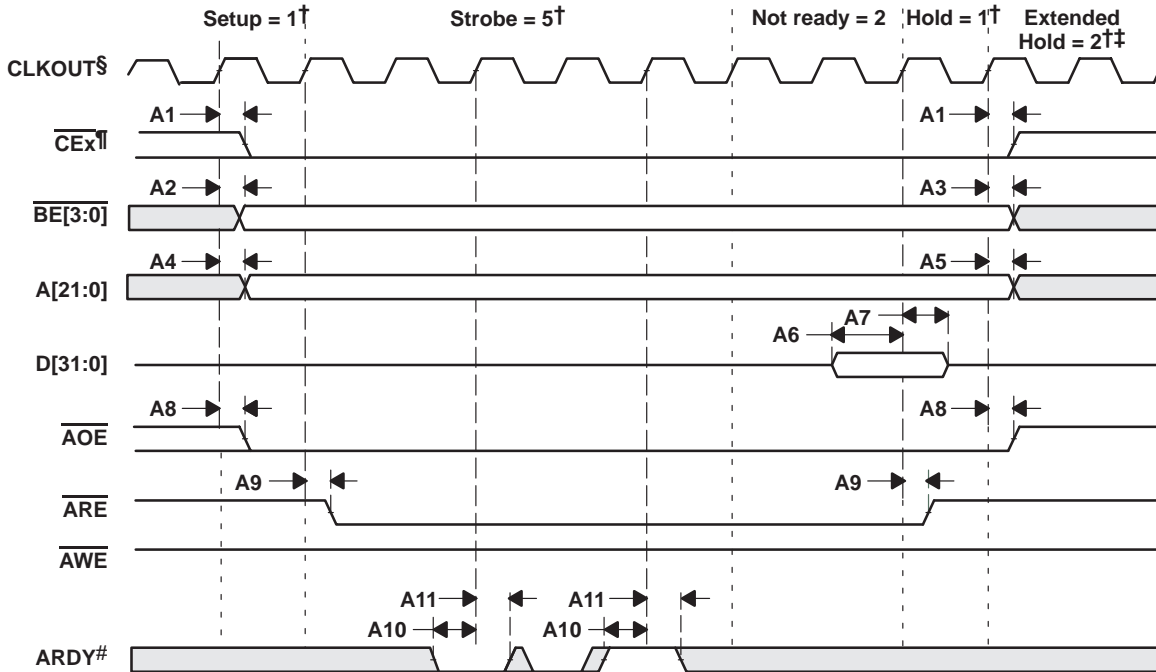 Setup = 1† Strobe = 5† Not ready = 2 Hold = 1† Extended
Hold = 2†‡
CLKOUT§
A1 A1
CEx¶
A2 A3
BE[3:0]
A4 A5
A[21:0]
A7
A6
D[31:0]
A8 A8
AOE
A9 A9
ARE
AWE
A11 A11
A10 A10
ARDY#